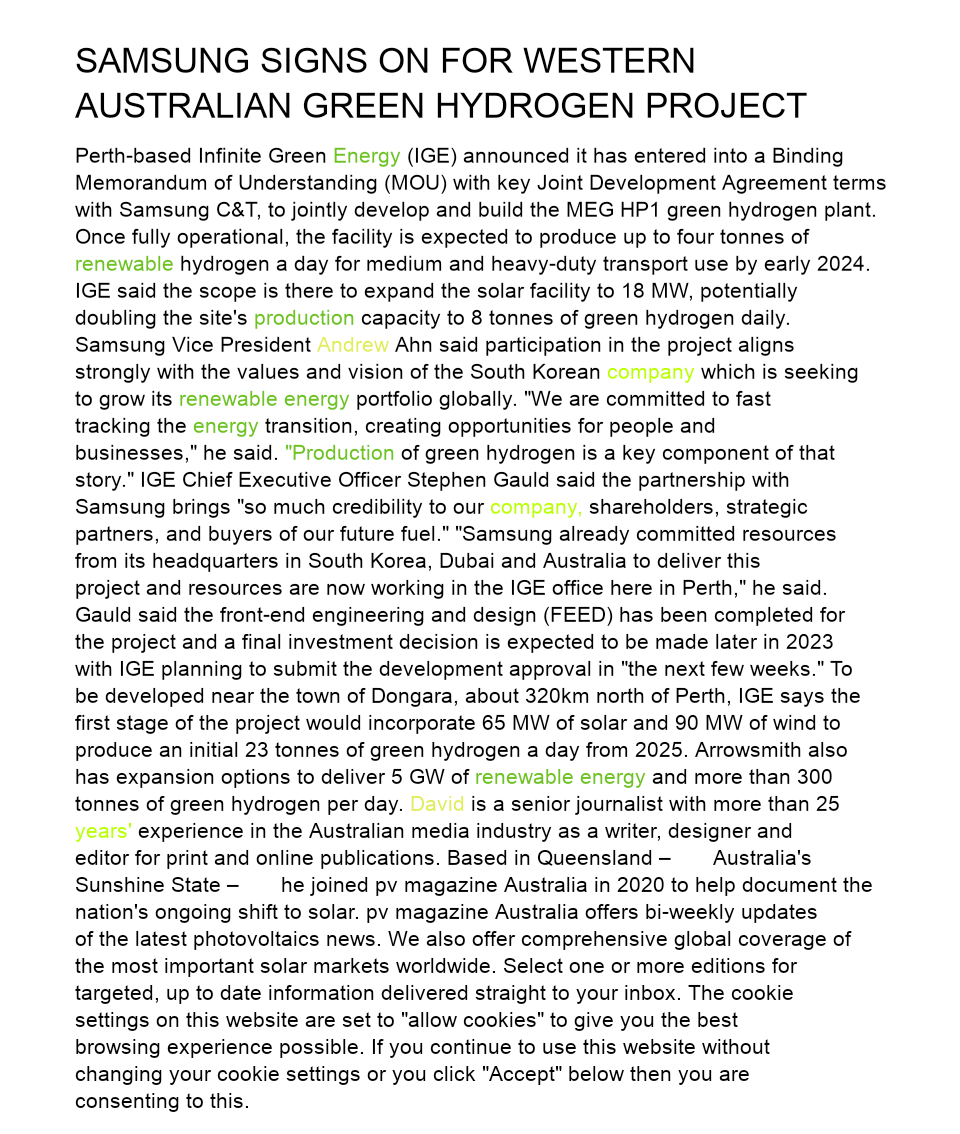 SAMSUNG SIGNS ON FOR WESTERN
AUSTRALIAN GREEN HYDROGEN PROJECT
Perth-based Infinite Green Energy (IGE) announced it has entered into a Binding
Memorandum of Understanding (MOU) with key Joint Development Agreement terms
with Samsung C&T, to jointly develop and build the MEG HP1 green hydrogen plant.
Once fully operational, the facility is expected to produce up to four tonnes of
renewable hydrogen a day for medium and heavy-duty transport use by early 2024.
IGE said the scope is there to expand the solar facility to 18 MW, potentially
doubling the site's production capacity to 8 tonnes of green hydrogen daily.
Samsung Vice President Andrew Ahn said participation in the project aligns
strongly with the values and vision of the South Korean company which is seeking
to grow its renewable energy portfolio globally. "We are committed to fast
tracking the energy transition, creating opportunities for people and
businesses," he said. "Production of green hydrogen is a key component of that
story." IGE Chief Executive Officer Stephen Gauld said the partnership with
Samsung brings "so much credibility to our company, shareholders, strategic
partners, and buyers of our future fuel." "Samsung already committed resources
from its headquarters in South Korea, Dubai and Australia to deliver this
project and resources are now working in the IGE office here in Perth," he said.
Gauld said the front-end engineering and design (FEED) has been completed for
the project and a final investment decision is expected to be made later in 2023
with IGE planning to submit the development approval in "the next few weeks." To
be developed near the town of Dongara, about 320km north of Perth, IGE says the
first stage of the project would incorporate 65 MW of solar and 90 MW of wind to
produce an initial 23 tonnes of green hydrogen a day from 2025. Arrowsmith also
has expansion options to deliver 5 GW of renewable energy and more than 300
tonnes of green hydrogen per day. David is a senior journalist with more than 25
years' experience in the Australian media industry as a writer, designer and
editor for print and online publications. Based in Queensland – Australia's
Sunshine State – he joined pv magazine Australia in 2020 to help document the
nation's ongoing shift to solar. pv magazine Australia offers bi-weekly updates
of the latest photovoltaics news. We also offer comprehensive global coverage of
the most important solar markets worldwide. Select one or more editions for
targeted, up to date information delivered straight to your inbox. The cookie
settings on this website are set to "allow cookies" to give you the best
browsing experience possible. If you continue to use this website without
changing your cookie settings or you click "Accept" below then you are
consenting to this.